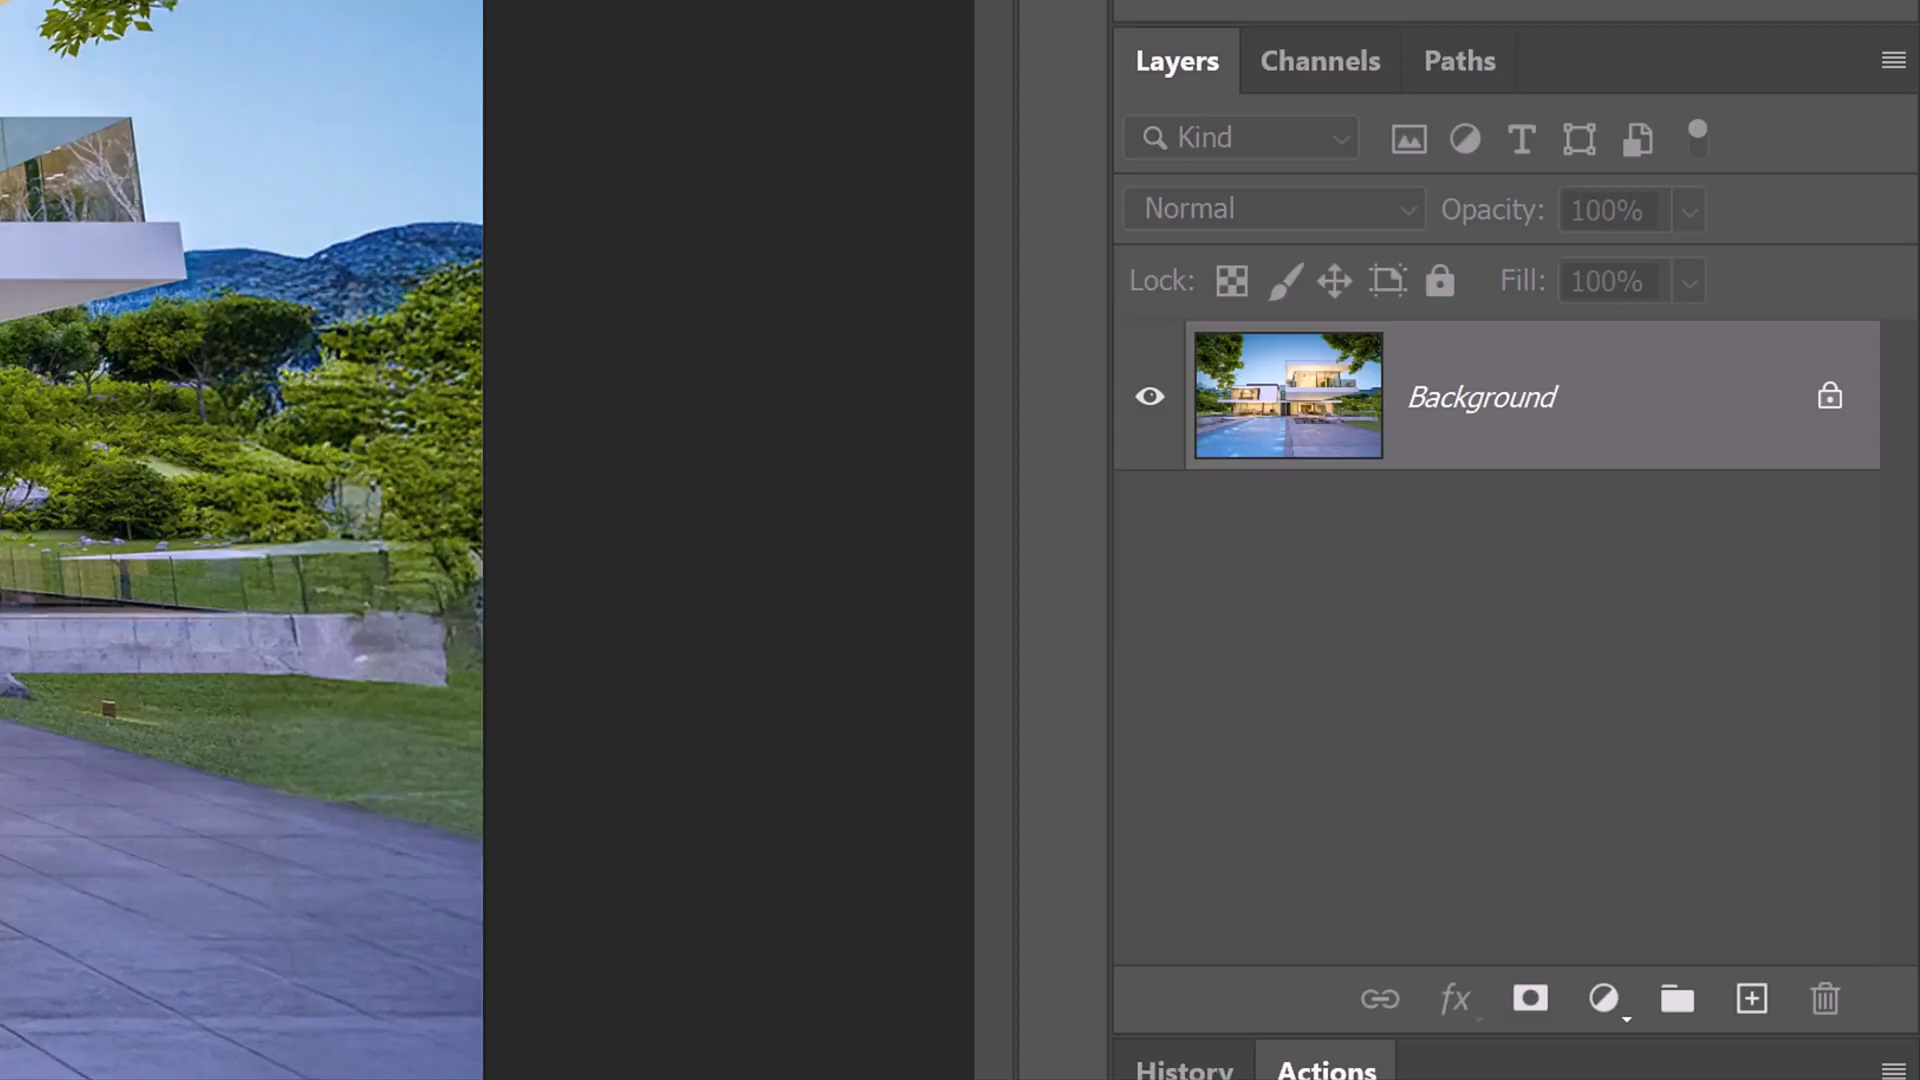 Layers Channels Paths
Kind
Normal Opacity: 100%
Lock: Fill: 100%
Background
fx
History Actions